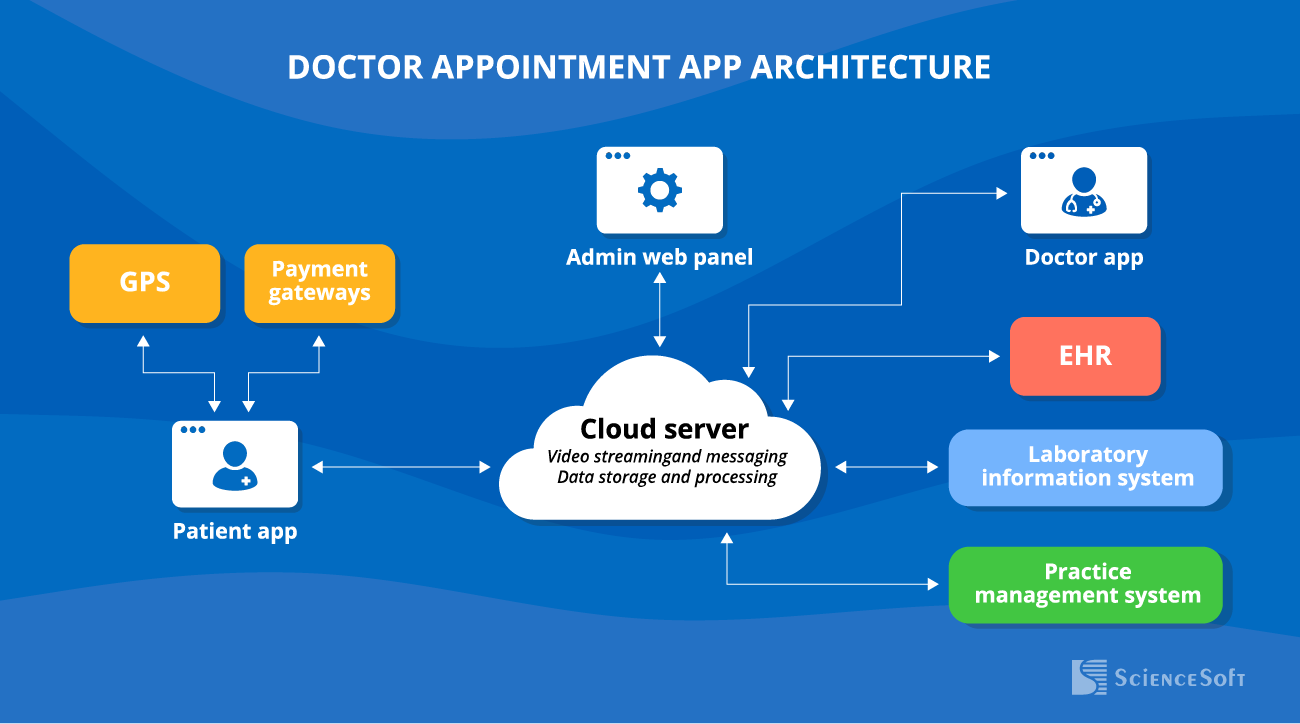 DOCTOR APPOINTMENT APP ARCHITECTURE
Admin web panel
Doctor app
GPS
Payment
gateways
EHR
Cloud server
Video streamingand messaging
Data storage and processing
Laboratory
information system
Patient app
Practice
management system
ScienceSoft